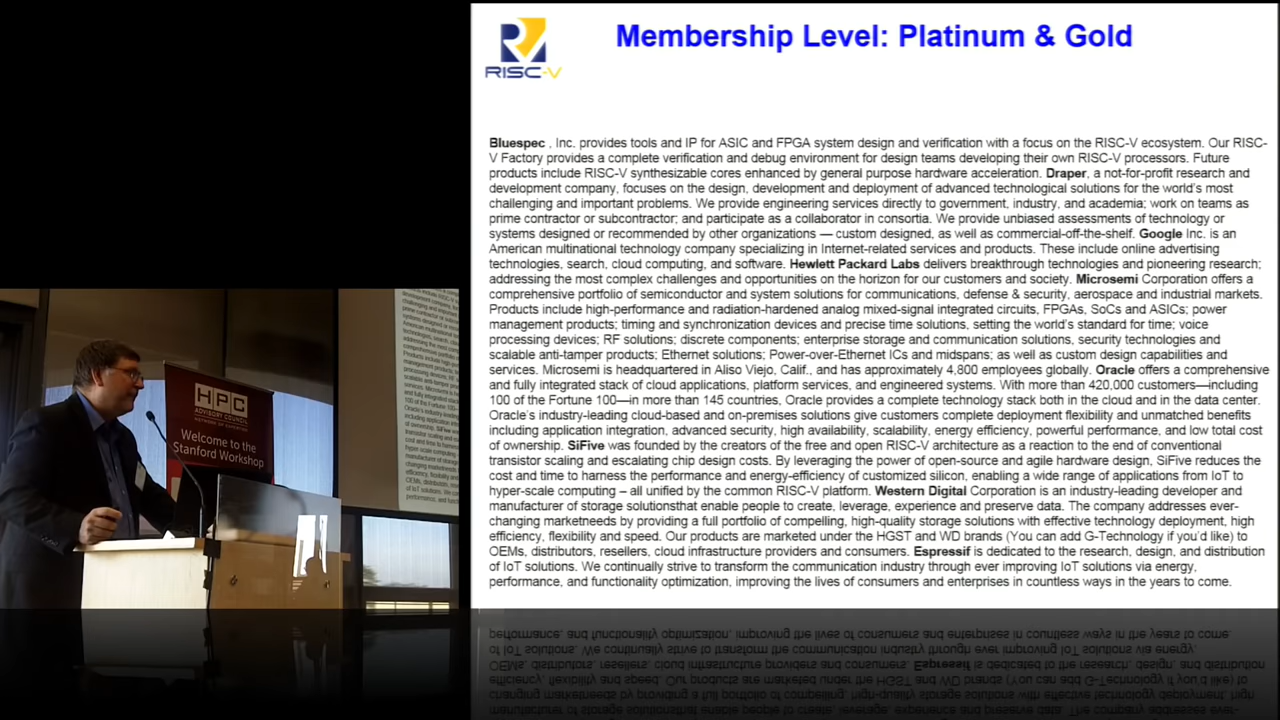 RISC-V
Membership Level: Platinum & Gold
Bluespec , Inc. provides tools and IP for ASIC and FPGA system design and verification with a focus on the RISC-V ecosystem. Our RISC-
V Factory provides a complete verification and debug environment for design teams developing their own RISC-V processors. Future
products include RISC-V synthesizable cores enhanced by general purpose hardware acceleration. Draper, a not-for-profit research and
development company, focuses on the design, development and deployment of advanced technological solutions for the world's most
challenging and important problems. We provide engineering services directly to government, industry, and academia; work on teams as
prime contractor or subcontractor; and participate as a collaborator in consortia. We provide unbiased assessments of technology or
systems designed or recommended by other organizations — custom designed, as well as commercial-off-the-shelf. Google Inc. is an
American multinational technology company specializing in Internet-related services and products. These include online advertising
technologies, search, cloud computing, and software. Hewlett Packard Labs delivers breakthrough technologies and pioneering research;
addressing the most complex challenges and opportunities on the horizon for our customers and society. Microsemi Corporation offers a
comprehensive portfolio of semiconductor and system solutions for communications, defense & security, aerospace and industrial markets.
Products include high-performance and radiation-hardened analog mixed-signal integrated circuits, FPGAs, SoCs and ASICs; power
management products; timing and synchronization devices and precise time solutions, setting the world's standard for time; voice
processing devices; RF solutions; discrete components; enterprise storage and communication solutions, security technologies and
scalable anti-tamper products; Ethernet solutions; Power-over-Ethernet ICs and midspans; as well as custom design capabilities and
services. Microsemi is headquartered in Aliso Viejo, Calif., and has approximately 4,800 employees globally. Oracle offers a comprehensive
and fully integrated stack of cloud applications, platform services, and engineered systems. With more than 420,000 customers—including
100 of the Fortune 100—in more than 145 countries, Oracle provides a complete technology stack both in the cloud and in the data center.
Oracle's industry-leading cloud-based and on-premises solutions give customers complete deployment flexibility and unmatched benefits
including application integration, advanced security, high availability, scalability, energy efficiency, powerful performance, and low total cost
of ownership. SiFive was founded by the creators of the free and open RISC-V architecture as a reaction to the end of conventional
transistor scaling and escalating chip design costs. By leveraging the power of open-source and agile hardware design, SiFive reduces the
cost and time to harness the performance and energy-efficiency of customized silicon, enabling a wide range of applications from IoT to
hyper-scale computing – all unified by the common RISC-V platform. Western Digital Corporation is an industry-leading developer and
manufacturer of storage solutionsthat enable people to create, leverage, experience and preserve data. The company addresses ever-
changing marketneeds by providing a full portfolio of compelling, high-quality storage solutions with effective technology deployment, high
efficiency, flexibility and speed. Our products are marketed under the HGST and WD brands (You can add G-Technology if you'd like) to
OEMs, distributors, resellers, cloud infrastructure providers and consumers. Espressif is dedicated to the research, design, and distribution
of IoT solutions. We continually strive to transform the communication industry through ever improving IoT solutions via energy,
performance, and functionality optimization, improving the lives of consumers and enterprises in countless ways in the years to come.
HPC
ADVISORY COUNCIL
NETWORK OF EXPERTISE
Welcome to the
Stanford Workshop